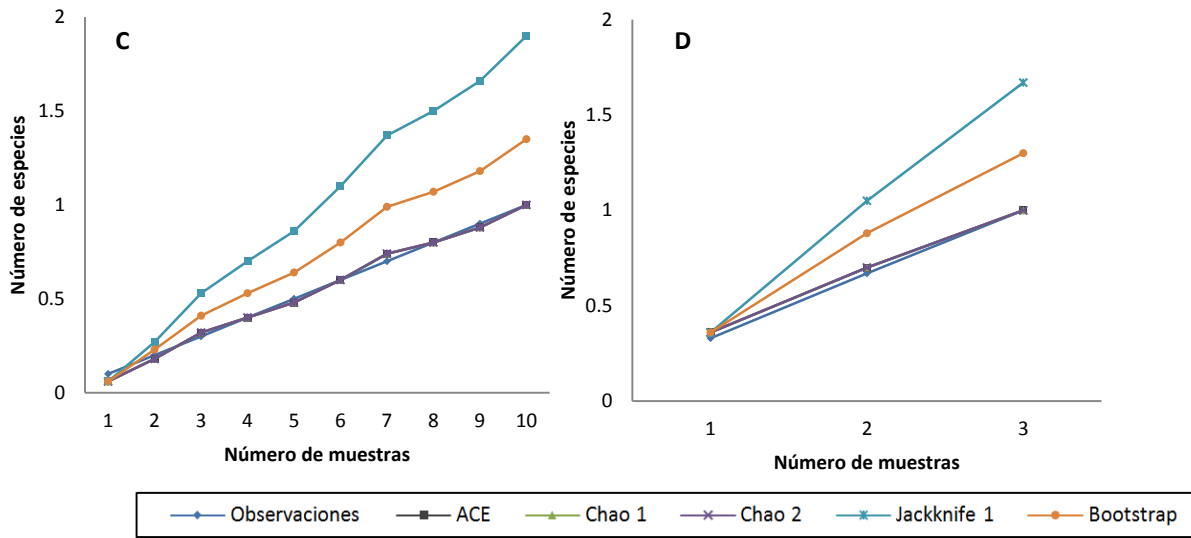 C
Número de especies
2
1.5
1
0.5
0
1 2 3 4 5 6 7 8 9 10
Número de muestras
D
Número de especies
2
1.5
1
0.5
0
1 2 3
Número de muestras
Observaciones ACE Chao 1 Chao 2 Jackknife 1 Bootstrap